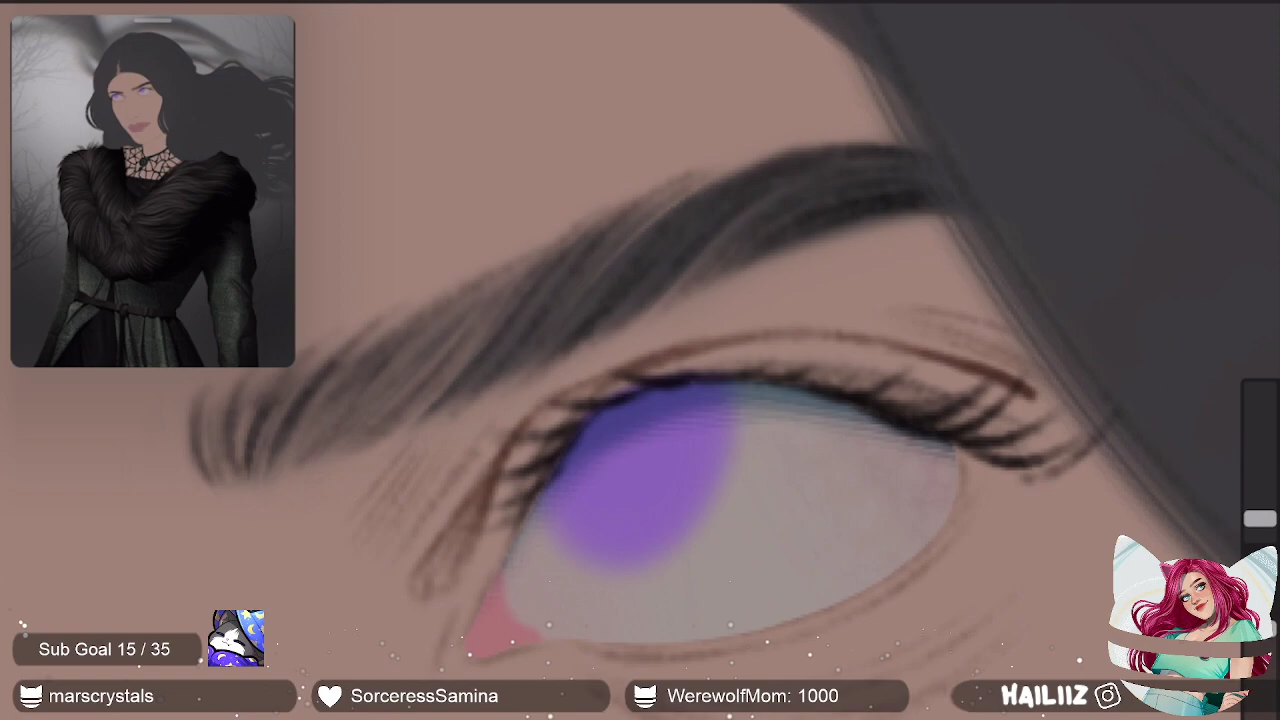 Sub Goal 15 / 35
marscrystals
SorceressSamina
WerewolfMom: 1000
HAILIIZ